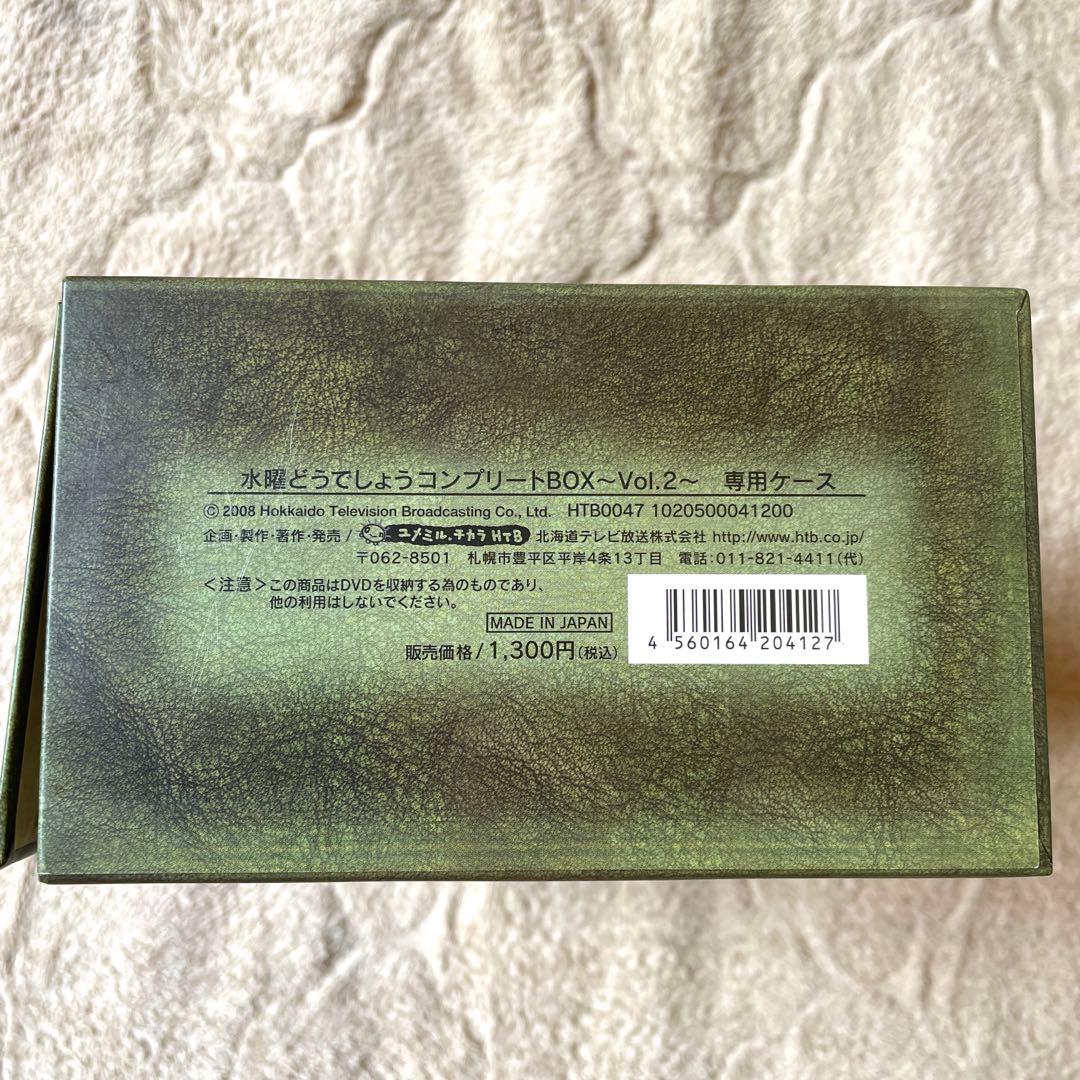 水曜どうでしょうコンプリートBOX～Vol.2～　専用ケース
© 2008 Hokkaido Television Broadcasting Co., Ltd.　HTB0047 1020500041200
企画・製作・著作・発売 / ユメミル、チカラ HTB 北海道テレビ放送株式会社 http://www.htb.co.jp/
〒062-8501　札幌市豊平区平岸4条13丁目　電話：011-821-4411（代）
＜注意＞この商品はDVDを収納する為のものであり、
他の利用はしないでください。
MADE IN JAPAN
販売価格/1,300円（税込）
4 560164 204127